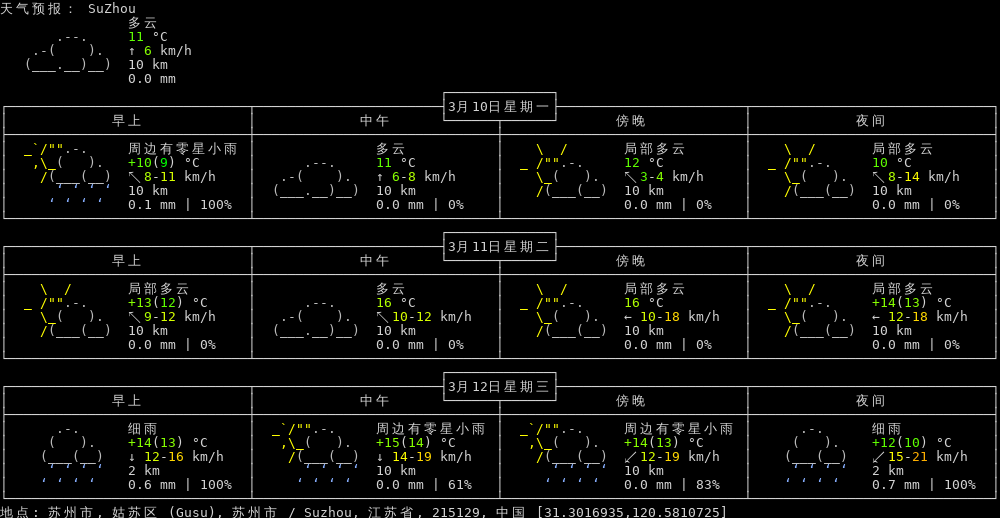 天气预报： SuZhou
多云
11 °C
↑ 6 km/h
10 km
0.0 mm
3月10日星期一
早上 中午 傍晚 夜间
周边有零星小雨 多云 局部多云 局部多云
+10(9) °C 11 °C 12 °C 10 °C
↖ 8-11 km/h ↑ 6-8 km/h ↖ 3-4 km/h ↖ 8-14 km/h
10 km 10 km 10 km 10 km
0.1 mm | 100% 0.0 mm | 0% 0.0 mm | 0% 0.0 mm | 0%
3月11日星期二
早上 中午 傍晚 夜间
局部多云 多云 局部多云 局部多云
+13(12) °C 16 °C 16 °C +14(13) °C
↖ 9-12 km/h ↖ 10-12 km/h ← 10-18 km/h ← 12-18 km/h
10 km 10 km 10 km 10 km
0.0 mm | 0% 0.0 mm | 0% 0.0 mm | 0% 0.0 mm | 0%
3月12日星期三
早上 中午 傍晚 夜间
细雨 周边有零星小雨 周边有零星小雨 细雨
+14(13) °C +15(14) °C +14(13) °C +12(10) °C
↓ 12-16 km/h ↓ 14-19 km/h ↙ 12-19 km/h ↙ 15-21 km/h
2 km 10 km 10 km 2 km
0.6 mm | 100% 0.0 mm | 61% 0.0 mm | 83% 0.7 mm | 100%
地点: 苏州市, 姑苏区 (Gusu), 苏州市 / Suzhou, 江苏省, 215129, 中国 [31.3016935,120.5810725]